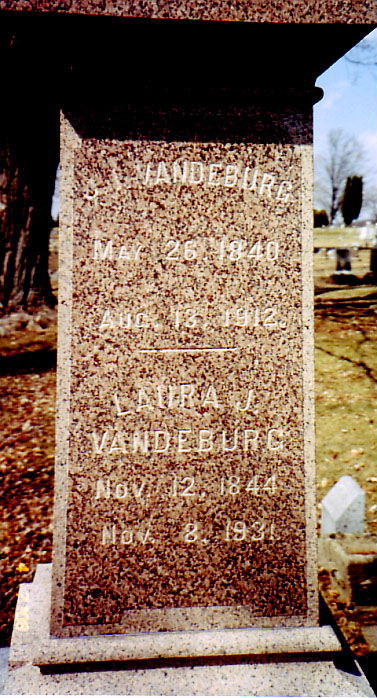 J. I. VANDEBURG
MAY 26, 1840
AUG. 13, 1912.
LAURA J.
VANDEBURG
NOV. 12, 1844
NOV. 8, 1931